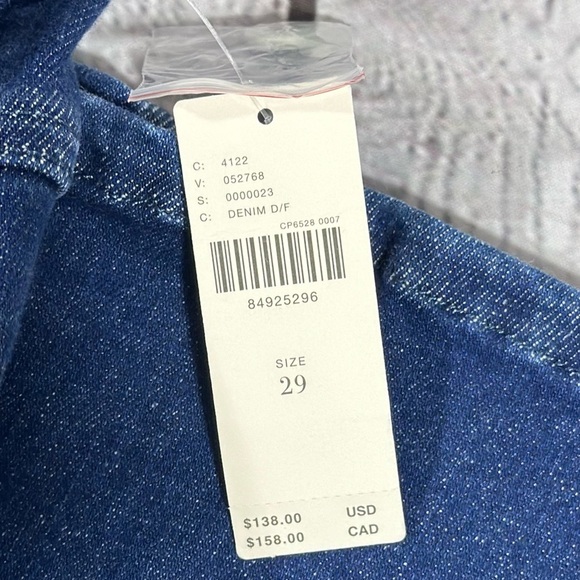 C: 4122
V: 052768
S: 0000023
C: DENIM D/F
CP6528 0007
84925296
SIZE
29
$138.00 USD
$158.00 CAD